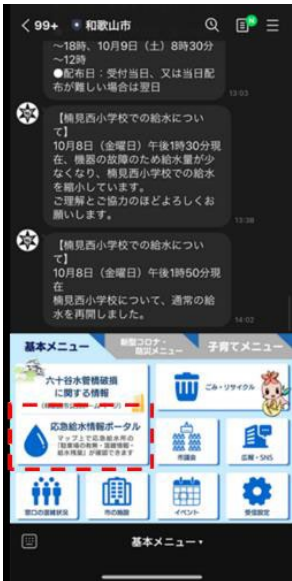 99+ 和歌山市
～18時、10月9日（土）8時30分
～12時
●配布日：受付当日、又は当日配
布が難しい場合は翌日
13:03
【楠見西小学校での給水につい
て】
10月8日（金曜日）午後1時30分現
在、機器の故障のため給水量が少
なくなり、楠見西小学校での給水
を縮小しています。
ご理解とご協力のほどよろしくお
願いします。
13:38
【楠見西小学校での給水につい
て】
10月8日（金曜日）午後1時50分現
在
楠見西小学校について、通常の給
水を再開しました。
14:02
基本メニュー
新型コロナ・
防災メニュー
子育てメニュー
六十谷水管橋破損
に関する情報
ごみ・リサイクル
応急給水情報ポータル
マップ上で応急給水所の
「駐車場の有無・混雑情報・
給水残量」が確認できます
市議会
広報・SNS
窓口の混雑状況
市の施設
イベント
受信設定
基本メニュー▾